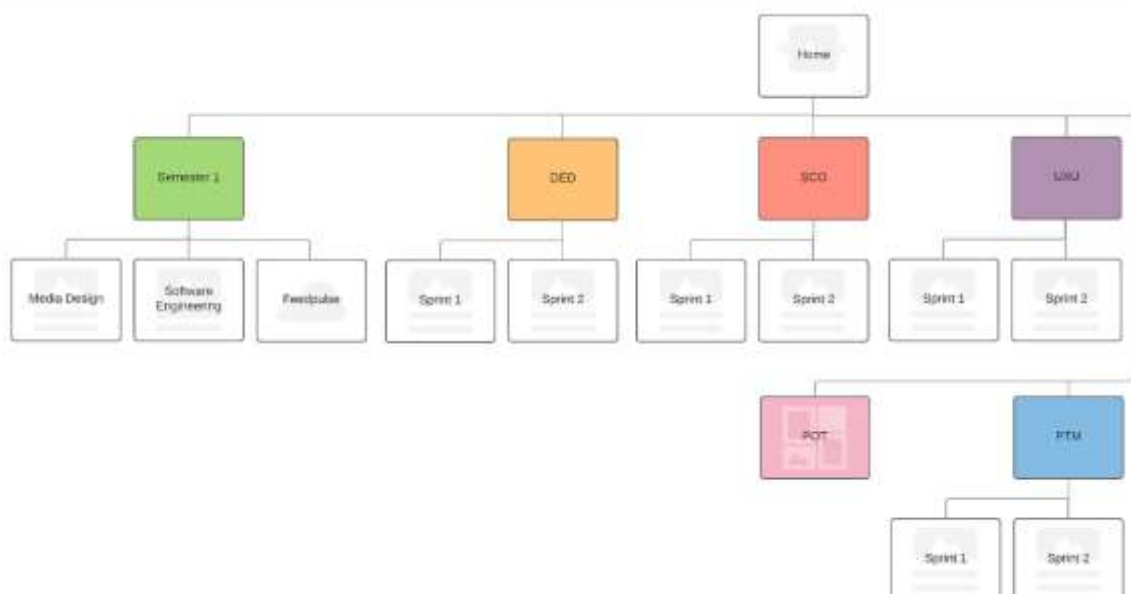 Home
Semester 1
DED
SCO
UXU
Media Design
Software
Engineering
Feedpulse
Sprint 1
Sprint 2
Sprint 1
Sprint 2
Sprint 1
Sprint 2
POT
PTM
Sprint 1
Sprint 2